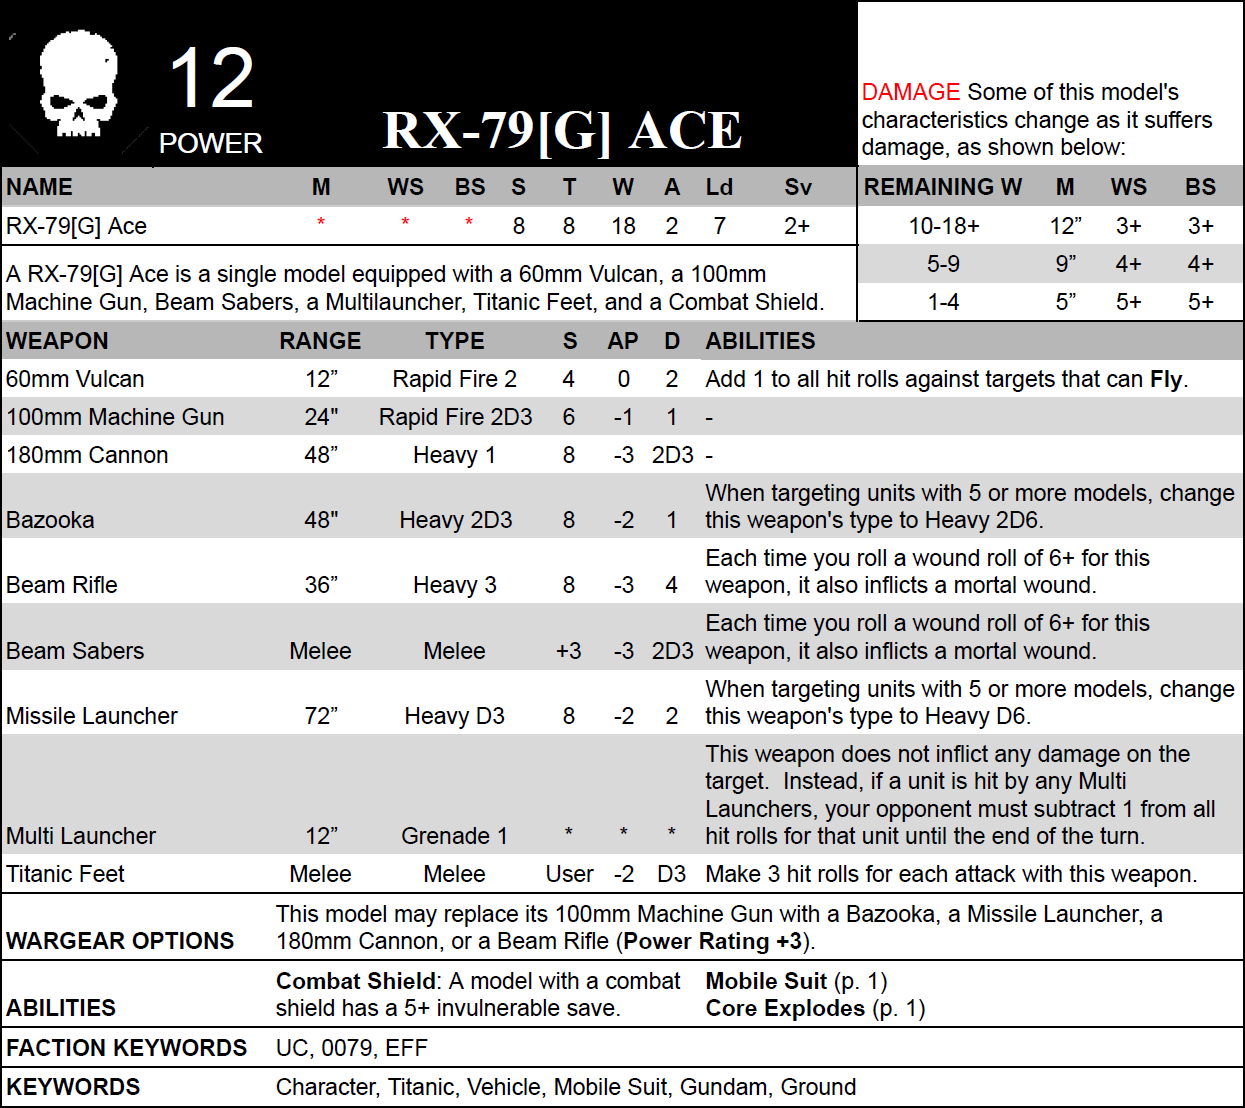 12
POWER
RX-79[G] ACE
DAMAGE Some of this model's
characteristics change as it suffers
damage, as shown below:
NAME M WS BS S T W A Ld Sv
RX-79[G] Ace * * * 8 8 18 2 7 2+
A RX-79[G] Ace is a single model equipped with a 60mm Vulcan, a 100mm
Machine Gun, Beam Sabers, a Multilauncher, Titanic Feet, and a Combat Shield.
REMAINING W M WS BS
10-18+ 12” 3+ 3+
5-9 9” 4+ 4+
1-4 5” 5+ 5+
WEAPON RANGE TYPE S AP D ABILITIES
60mm Vulcan 12” Rapid Fire 2 4 0 2 Add 1 to all hit rolls against targets that can Fly.
100mm Machine Gun 24" Rapid Fire 2D3 6 -1 1 -
180mm Cannon 48” Heavy 1 8 -3 2D3 -
When targeting units with 5 or more models, change
Bazooka 48" Heavy 2D3 8 -2 1 this weapon's type to Heavy 2D6.
Each time you roll a wound roll of 6+ for this
Beam Rifle 36” Heavy 3 8 -3 4 weapon, it also inflicts a mortal wound.
Each time you roll a wound roll of 6+ for this
Beam Sabers Melee Melee +3 -3 2D3 weapon, it also inflicts a mortal wound.
When targeting units with 5 or more models, change
Missile Launcher 72” Heavy D3 8 -2 2 this weapon's type to Heavy D6.
This weapon does not inflict any damage on the
target. Instead, if a unit is hit by any Multi
Launchers, your opponent must subtract 1 from all
Multi Launcher 12” Grenade 1 * * * hit rolls for that unit until the end of the turn.
Titanic Feet Melee Melee User -2 D3 Make 3 hit rolls for each attack with this weapon.
This model may replace its 100mm Machine Gun with a Bazooka, a Missile Launcher, a
WARGEAR OPTIONS 180mm Cannon, or a Beam Rifle (Power Rating +3).
Combat Shield: A model with a combat Mobile Suit (p. 1)
ABILITIES shield has a 5+ invulnerable save. Core Explodes (p. 1)
FACTION KEYWORDS UC, 0079, EFF
KEYWORDS Character, Titanic, Vehicle, Mobile Suit, Gundam, Ground